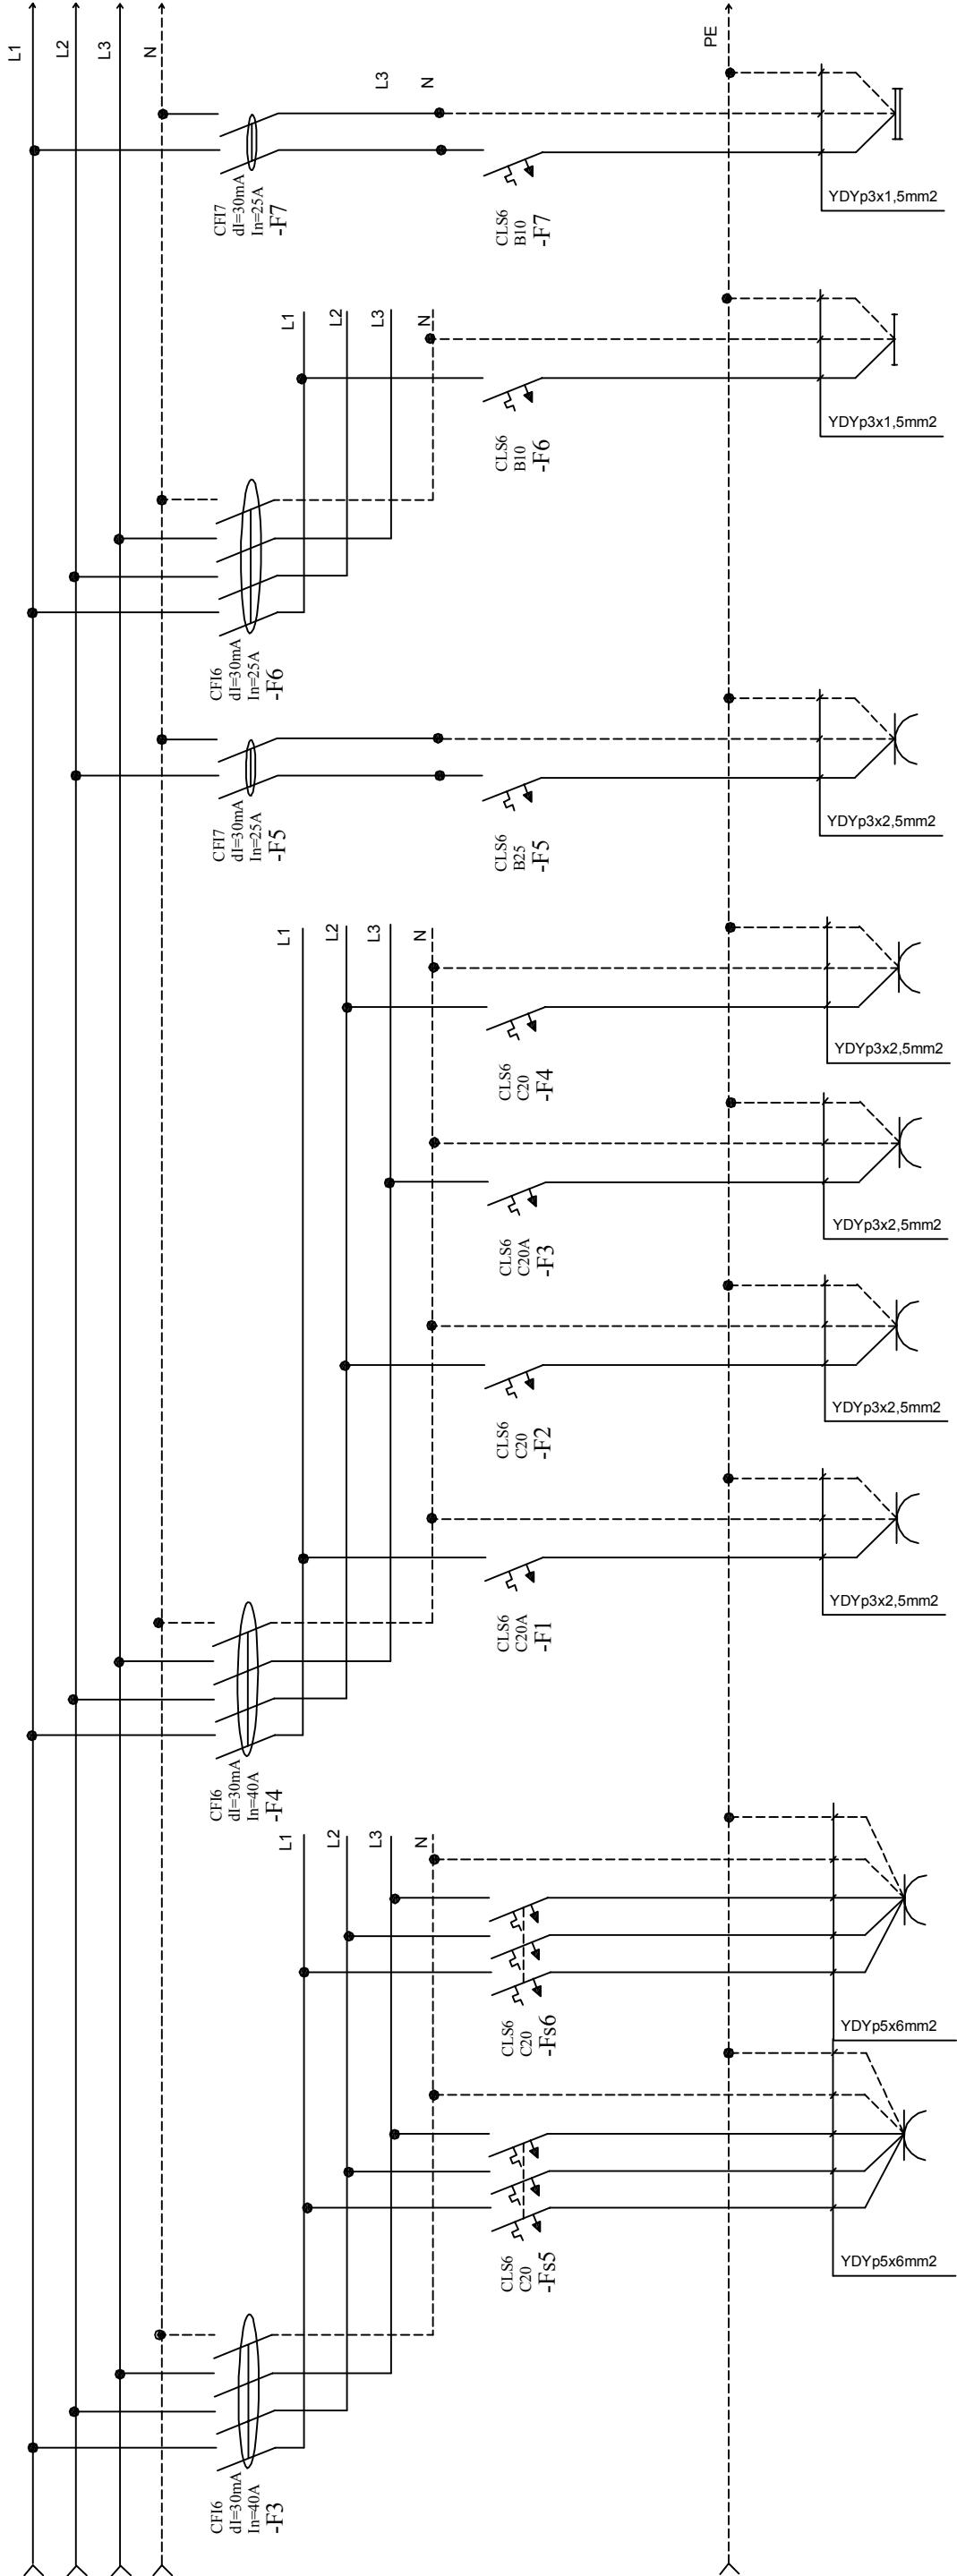 L1
L2
L3
N
PE
L3
N
CFI7
dI=30mA
In=25A
-F7
CLS6
B10
-F7
YDYp3x1,5mm2
L1
L2
L3
N
CFI6
dI=30mA
In=25A
-F6
CLS6
B10
-F6
YDYp3x1,5mm2
CFI7
dI=30mA
In=25A
-F5
CLS6
B25
-F5
YDYp3x2,5mm2
L1
L2
L3
N
CLS6
C20
-F4
YDYp3x2,5mm2
CLS6
C20A
-F3
YDYp3x2,5mm2
CLS6
C20
-F2
YDYp3x2,5mm2
CLS6
C20A
-F1
YDYp3x2,5mm2
CFI6
dI=30mA
In=40A
-F4
L1
L2
L3
N
CLS6
C20
-Fs6
YDYp5x6mm2
CLS6
C20
-Fs5
YDYp5x6mm2
CFI6
dI=30mA
In=40A
-F3